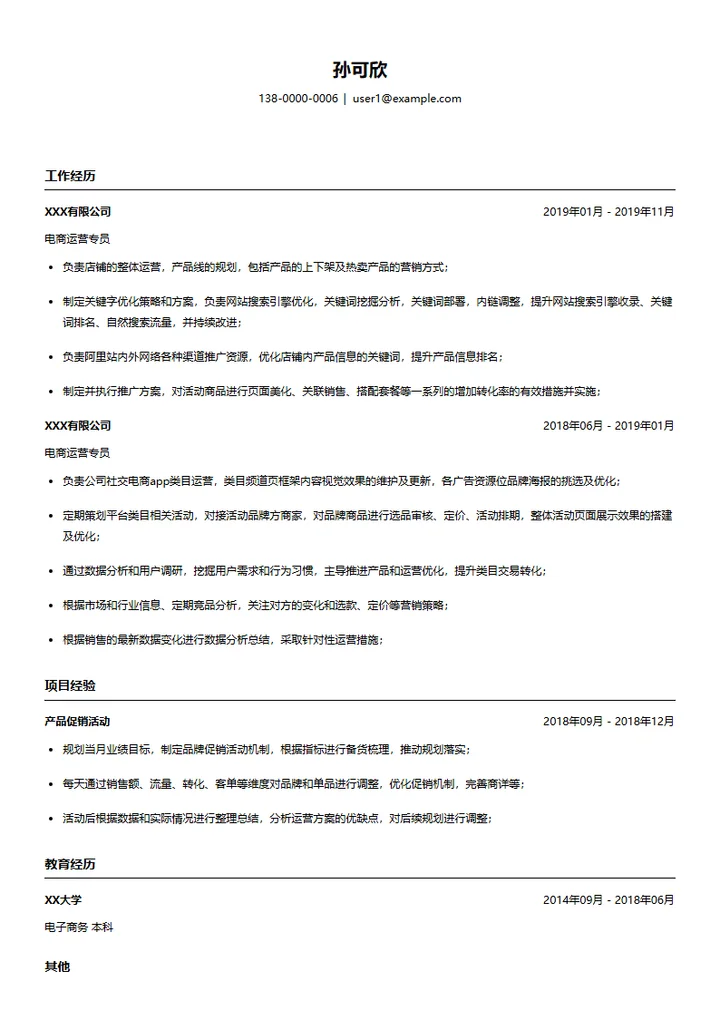 孙可欣
138-0000-0006 | user1@example.com
工作经历
XXX有限公司 2019年01月 - 2019年11月
电商运营专员
• 负责店铺的整体运营，产品线的规划，包括产品的上下架及热卖产品的营销方式；
• 制定关键字优化策略和方案，负责网站搜索引擎优化，关键词挖掘分析，关键词部署，内链调整，提升网站搜索引擎收录、关键
词排名、自然搜索流量，并持续改进；
• 负责阿里站内外网络各种渠道推广资源，优化店铺内产品信息的关键词，提升产品信息排名；
• 制定并执行推广方案，对活动商品进行页面美化、关联销售、搭配套餐等一系列的增加转化率的有效措施并实施；
XXX有限公司 2018年06月 - 2019年01月
电商运营专员
• 负责公司社交电商app类目运营，类目频道页框架内容视觉效果的维护及更新，各广告资源位品牌海报的挑选及优化；
• 定期策划平台类目相关活动，对接活动品牌方商家，对品牌商品进行选品审核、定价、活动排期，整体活动页面展示效果的搭建
及优化；
• 通过数据分析和用户调研，挖掘用户需求和行为习惯，主导推进产品和运营优化，提升类目交易转化；
• 根据市场和行业信息、定期竞品分析，关注对方的变化和选款、定价等营销策略；
• 根据销售的最新数据变化进行数据分析总结，采取针对性运营措施；
项目经验
产品促销活动 2018年09月 - 2018年12月
• 规划当月业绩目标，制定品牌促销活动机制，根据指标进行备货梳理，推动规划落实；
• 每天通过销售额、流量、转化、客单等维度对品牌和单品进行调整，优化促销机制，完善商详等；
• 活动后根据数据和实际情况进行整理总结，分析运营方案的优缺点，对后续规划进行调整；
教育经历
XX大学 2014年09月 - 2018年06月
电子商务 本科
其他